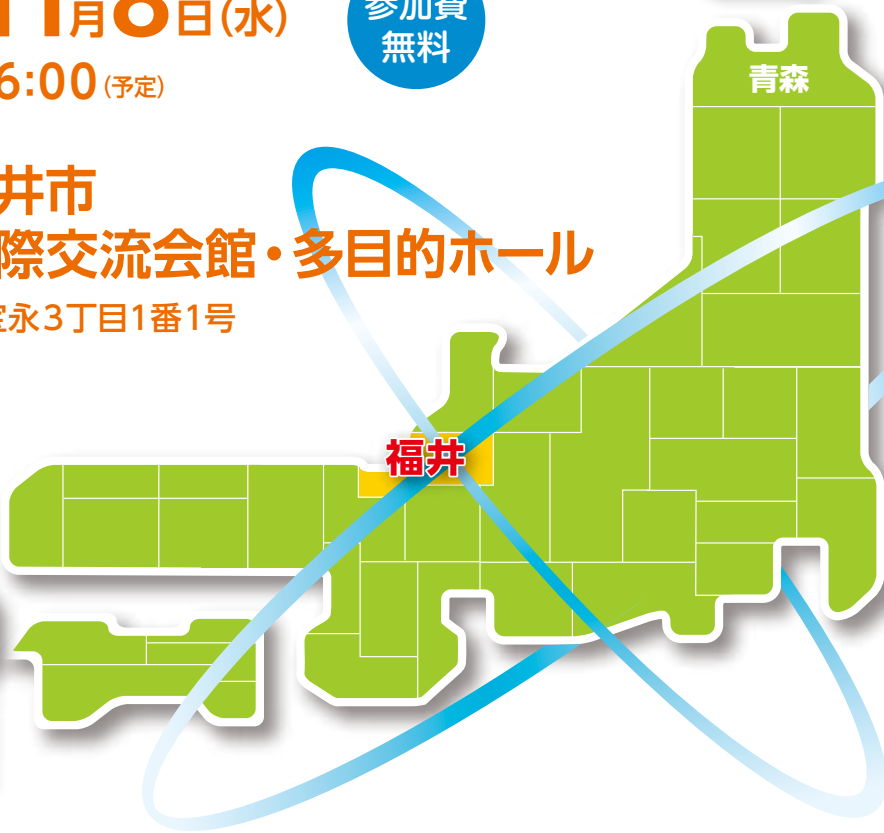 11月8日(水)
参加費
無料
6:00(予定)
井市
際交流会館・多目的ホール
永3丁目1番1号
青森
福井